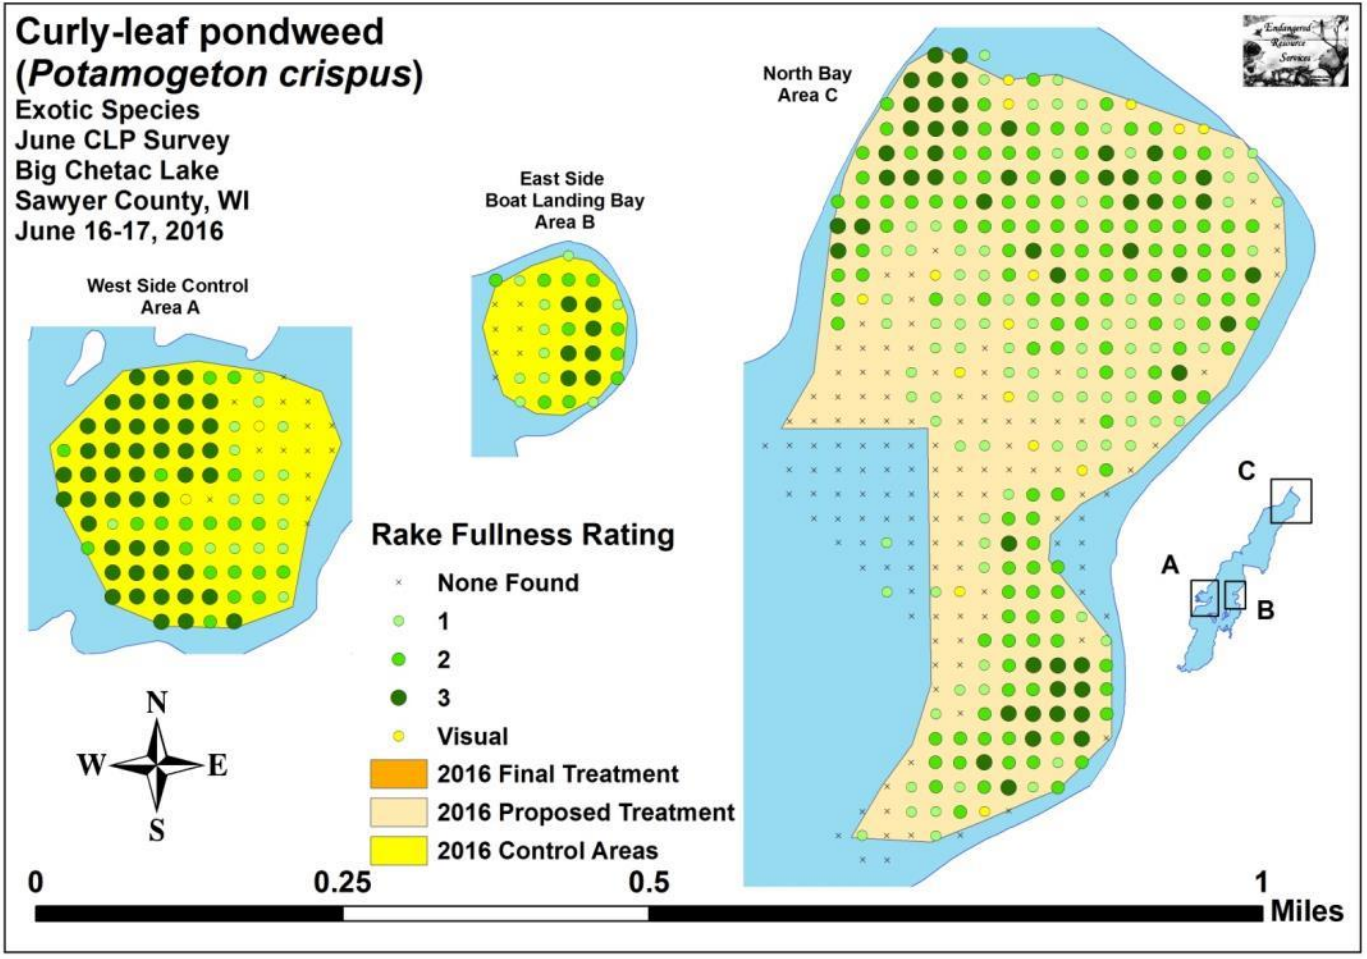 Curly-leaf pondweed
(Potamogeton crispus)
Exotic Species
June CLP Survey
Big Chetac Lake
Sawyer County, WI
June 16-17, 2016
West Side Control
Area A
East Side
Boat Landing Bay
Area B
North Bay
Area C
Endangered
Resource
Services
Rake Fullness Rating
None Found
1
2
3
Visual
2016 Final Treatment
2016 Proposed Treatment
2016 Control Areas
N
W E
S
C
A
B
0 0.25 0.5 1
Miles